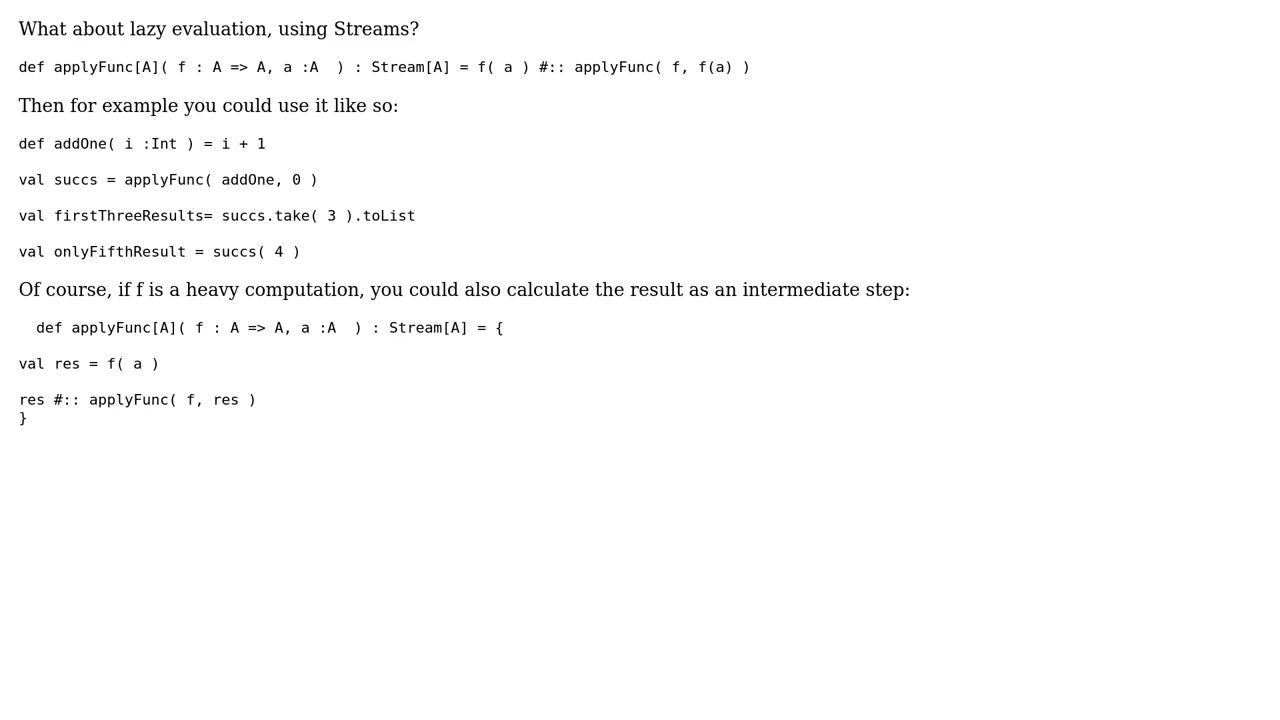 What about lazy evaluation, using Streams?
def applyFunc[A]( f : A => A, a :A  ) : Stream[A] = f( a ) #:: applyFunc( f, f(a) )
Then for example you could use it like so:
def addOne( i :Int ) = i + 1
val succs = applyFunc( addOne, 0 )
val firstThreeResults= succs.take( 3 ).toList
val onlyFifthResult = succs( 4 )
Of course, if f is a heavy computation, you could also calculate the result as an intermediate step:
  def applyFunc[A]( f : A => A, a :A  ) : Stream[A] = {
val res = f( a )
res #:: applyFunc( f, res )
}